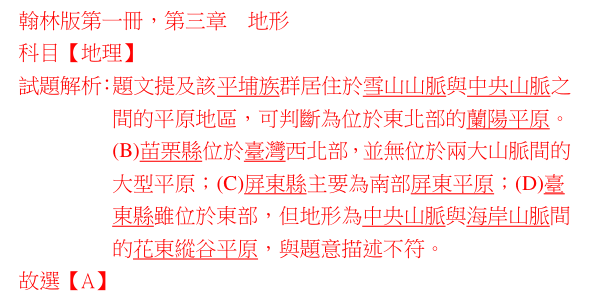 翰林版第一冊，第三章　地形
科目【地理】
試題解析：題文提及該平埔族群居住於雪山山脈與中央山脈之
間的平原地區，可判斷為位於東北部的蘭陽平原。
(B)苗栗縣位於臺灣西北部，並無位於兩大山脈間的
大型平原；(C)屏東縣主要為南部屏東平原；(D)臺
東縣雖位於東部，但地形為中央山脈與海岸山脈間
的花東縱谷平原，與題意描述不符。
故選【A】